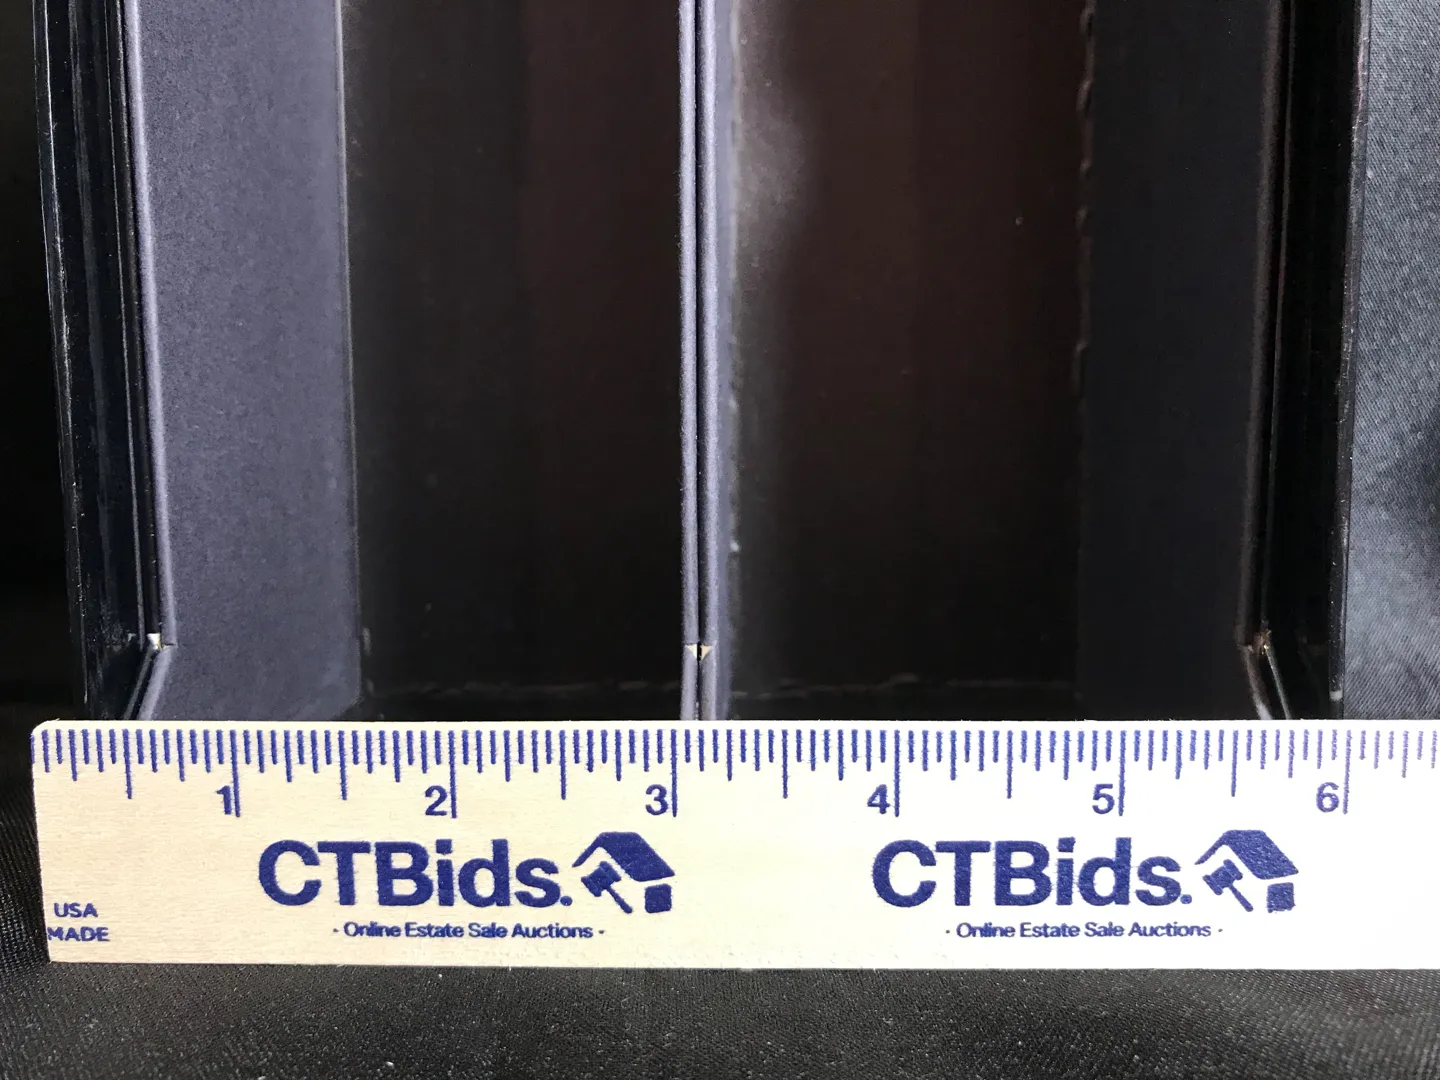 1 2 3 4 5 6
CTBids. CTBids.
· Online Estate Sale Auctions · · Online Estate Sale Auctions ·
USA
MADE